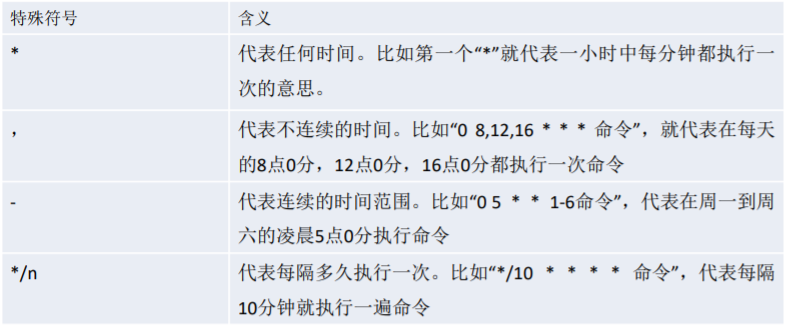 特殊符号 含义
* 代表任何时间。比如第一个“*”就代表一小时中每分钟都执行一
次的意思。
， 代表不连续的时间。比如“0 8,12,16 * * * 命令”，就代表在每天
的8点0分，12点0分，16点0分都执行一次命令
- 代表连续的时间范围。比如“0 5 * * 1-6命令”，代表在周一到周
六的凌晨5点0分执行命令
*/n 代表每隔多久执行一次。比如“*/10 * * * * 命令”，代表每隔
10分钟就执行一遍命令